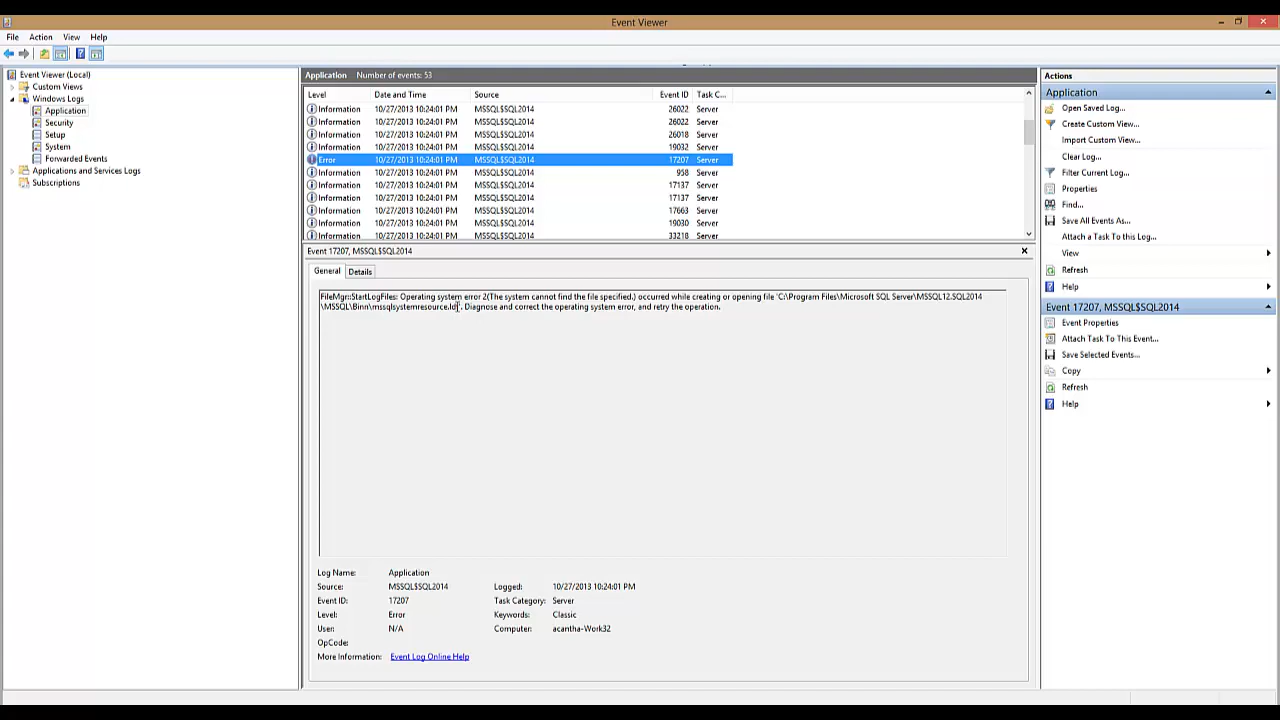 Event Viewer
File Action View Help
Event Viewer (Local)
Custom Views
Windows Logs
Application
Security
Setup
System
Forwarded Events
Applications and Services Logs
Subscriptions
Application Number of events: 53
Level Date and Time Source Event ID Task C...
Information 10/27/2013 10:24:01 PM MSSQL$SQL2014 26022 Server
Information 10/27/2013 10:24:01 PM MSSQL$SQL2014 26022 Server
Information 10/27/2013 10:24:01 PM MSSQL$SQL2014 26018 Server
Information 10/27/2013 10:24:01 PM MSSQL$SQL2014 19032 Server
Error 10/27/2013 10:24:01 PM MSSQL$SQL2014 17207 Server
Information 10/27/2013 10:24:01 PM MSSQL$SQL2014 958 Server
Information 10/27/2013 10:24:01 PM MSSQL$SQL2014 17137 Server
Information 10/27/2013 10:24:01 PM MSSQL$SQL2014 17137 Server
Information 10/27/2013 10:24:01 PM MSSQL$SQL2014 17663 Server
Information 10/27/2013 10:24:01 PM MSSQL$SQL2014 19030 Server
Information 10/27/2013 10:24:01 PM MSSQL$SQL2014 33218 Server
Event 17207, MSSQL$SQL2014
General Details
FileMgr::StartLogFiles: Operating system error 2(The system cannot find the file specified.) occurred while creating or opening file 'C:\Program Files\Microsoft SQL Server\MSSQL12.SQL2014
\MSSQL\Binn\mssqlsystemresource.ldf'. Diagnose and correct the operating system error, and retry the operation.
Log Name: Application
Source: MSSQL$SQL2014 Logged: 10/27/2013 10:24:01 PM
Event ID: 17207 Task Category: Server
Level: Error Keywords: Classic
User: N/A Computer: acantha-Work32
OpCode:
More Information: Event Log Online Help
Actions
Application
Open Saved Log...
Create Custom View...
Import Custom View...
Clear Log...
Filter Current Log...
Properties
Find...
Save All Events As...
Attach a Task To this Log...
View
Refresh
Help
Event 17207, MSSQL$SQL2014
Event Properties
Attach Task To This Event...
Save Selected Events...
Copy
Refresh
Help